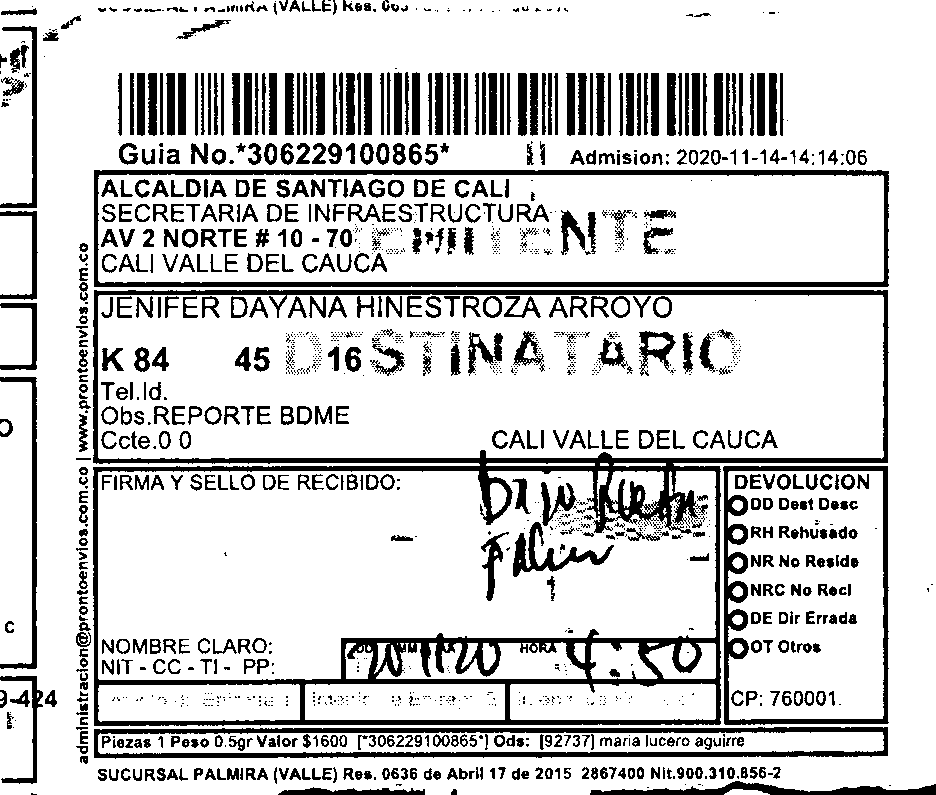 SUCURSAL PALMIRA (VALLE) Res.
Guia No.*306229100865*
Admision: 2020-11-14-14:14:06
ALCALDIA DE SANTIAGO DE CALI
SECRETARIA DE INFRAESTRUCTURA
AV 2 NORTE # 10 - 70
CALI VALLE DEL CAUCA
REMITENTE
JENIFER DAYANA HINESTROZA ARROYO
K 84 45 16
DESTINATARIO
Tel.Id.
Obs.REPORTE BDME
Ccte.0 0
CALI VALLE DEL CAUCA
FIRMA Y SELLO DE RECIBIDO:
Bajo Puerta
NOMBRE CLARO:
NIT - CC - TI - PP:
HORA
4:50
DEVOLUCION
DD Dest Desc
RH Rehusado
NR No Reside
NRC No Recl
DE Dir Errada
OT Otros
CP: 760001.
Piezas 1 Peso 0.5gr Valor $1600 [*306229100865*] Ods: [92737] maria lucero aguirre
SUCURSAL PALMIRA (VALLE) Res. 0636 de Abril 17 de 2015 2867400 Nit.900.310.856-2
administracion@prontoenvios.com.co | www.prontoenvios.com.co
9-424